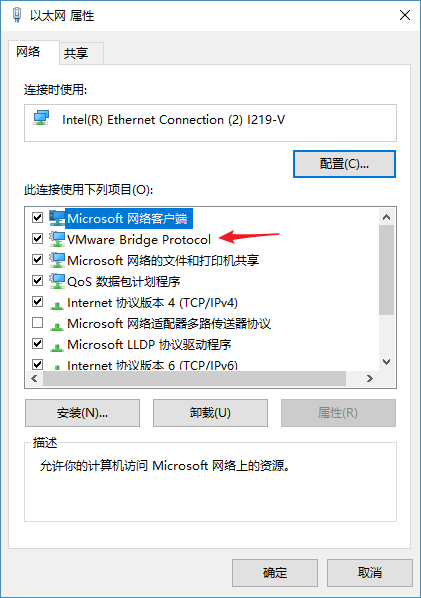 以太网 属性
网络
共享
连接时使用:
Intel(R) Ethernet Connection (2) I219-V
配置(C)...
此连接使用下列项目(O):
Microsoft 网络客户端
VMware Bridge Protocol
Microsoft 网络的文件和打印机共享
QoS 数据包计划程序
Internet 协议版本 4 (TCP/IPv4)
Microsoft 网络适配器多路传送器协议
Microsoft LLDP 协议驱动程序
Internet 协议版本 6 (TCP/IPv6)
安装(N)...
卸载(U)
属性(R)
描述
允许你的计算机访问 Microsoft 网络上的资源。
确定
取消